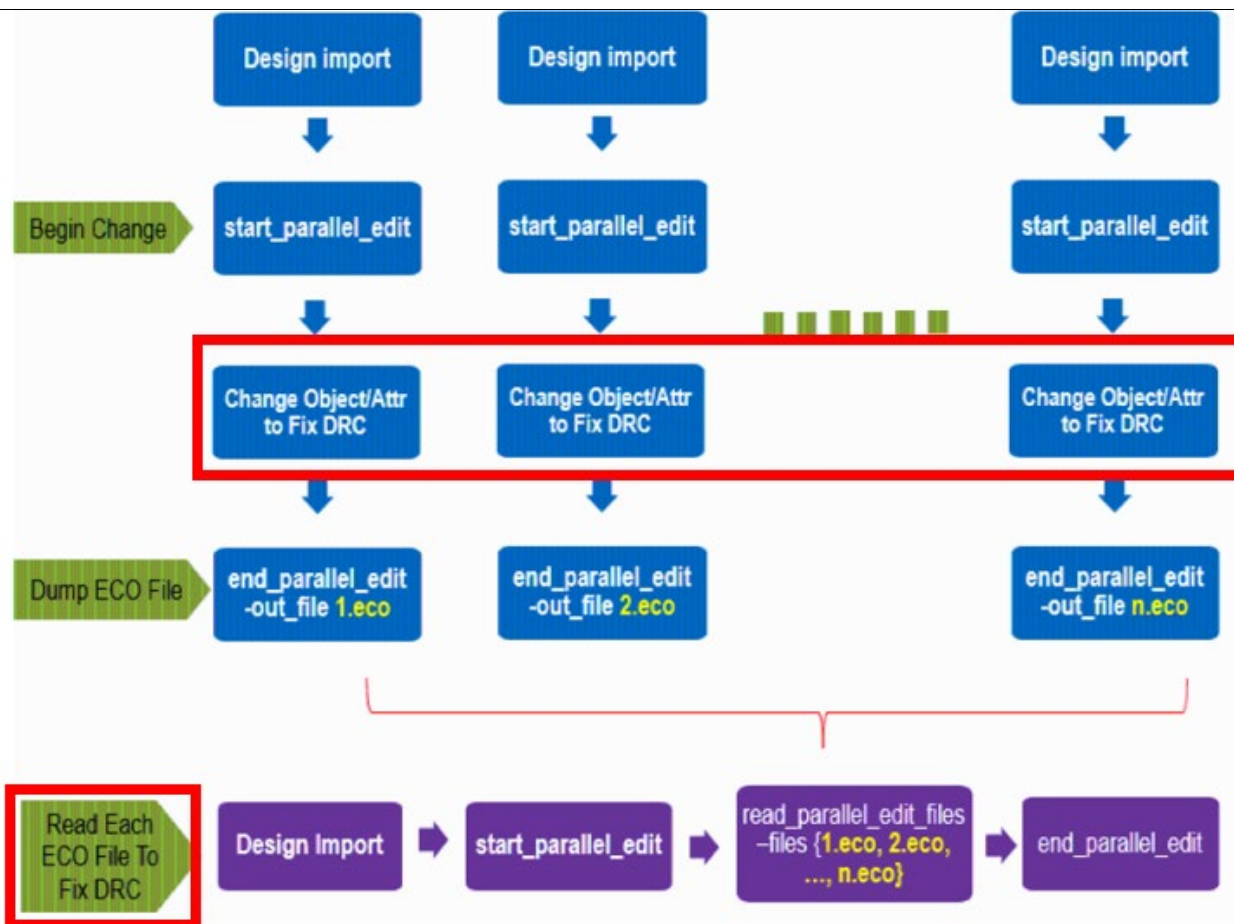 Design import
Design import
Design import
Begin Change
start_parallel_edit
start_parallel_edit
start_parallel_edit
Change Object/Attr
to Fix DRC
Change Object/Attr
to Fix DRC
Change Object/Attr
to Fix DRC
Dump ECO File
end_parallel_edit
-out_file 1.eco
end_parallel_edit
-out_file 2.eco
end_parallel_edit
-out_file n.eco
Read Each
ECO File To
Fix DRC
Design Import
start_parallel_edit
read_parallel_edit_files
–files {1.eco, 2.eco,
..., n.eco}
end_parallel_edit